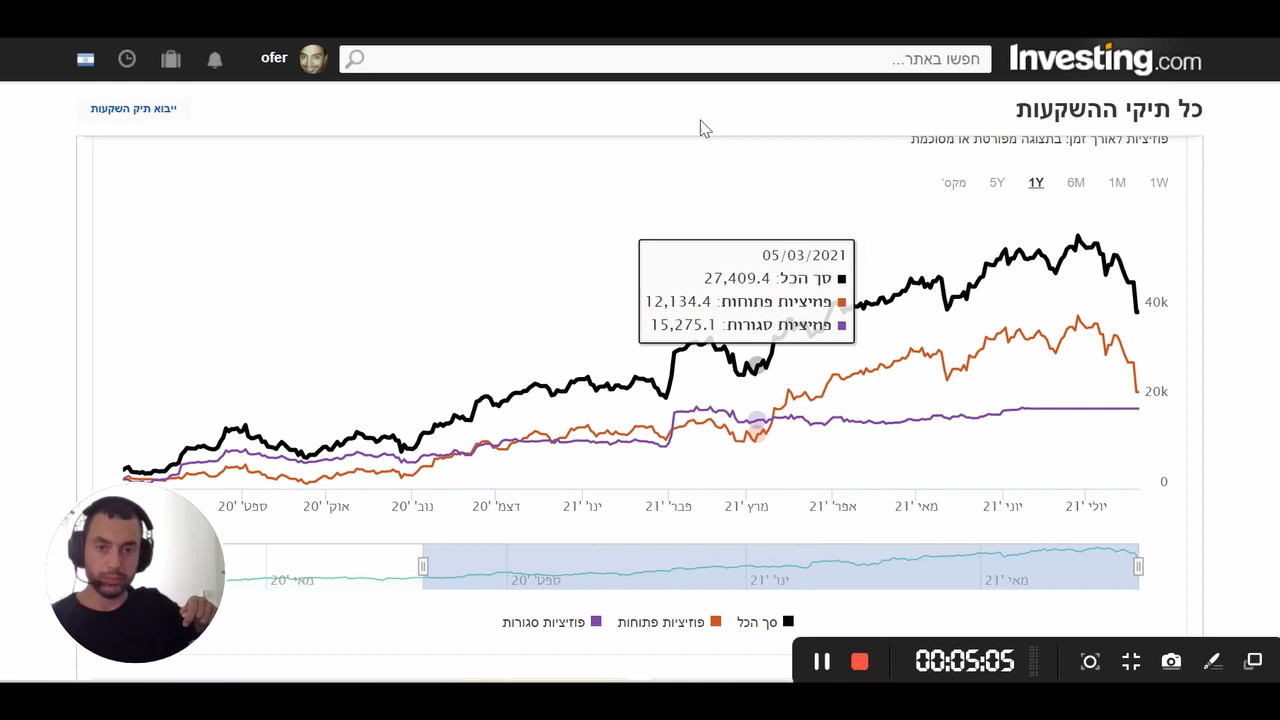 ofer
חפשו באתר...
Investing.com
כל תיקי ההשקעות
ייבוא תיק השקעות
פוזיציות לאורך זמן: בתצוגה מפורטת או מסוכמת
מקס' 5Y 1Y 6M 1M 1W
05/03/2021
סך הכל: 27,409.4
פוזיציות פתוחות: 12,134.4
פוזיציות סגורות: 15,275.1
40k
20k
0
ספט' '20 אוק' '20 נוב' '20 דצמ' '20 ינו' '21 פבר' '21 מרץ '21 אפר' '21 מאי '21 יוני '21 יולי '21
מאי '20 ספט' '20 ינו' '21 מאי '21
סך הכל פוזיציות פתוחות פוזיציות סגורות
00:05:05